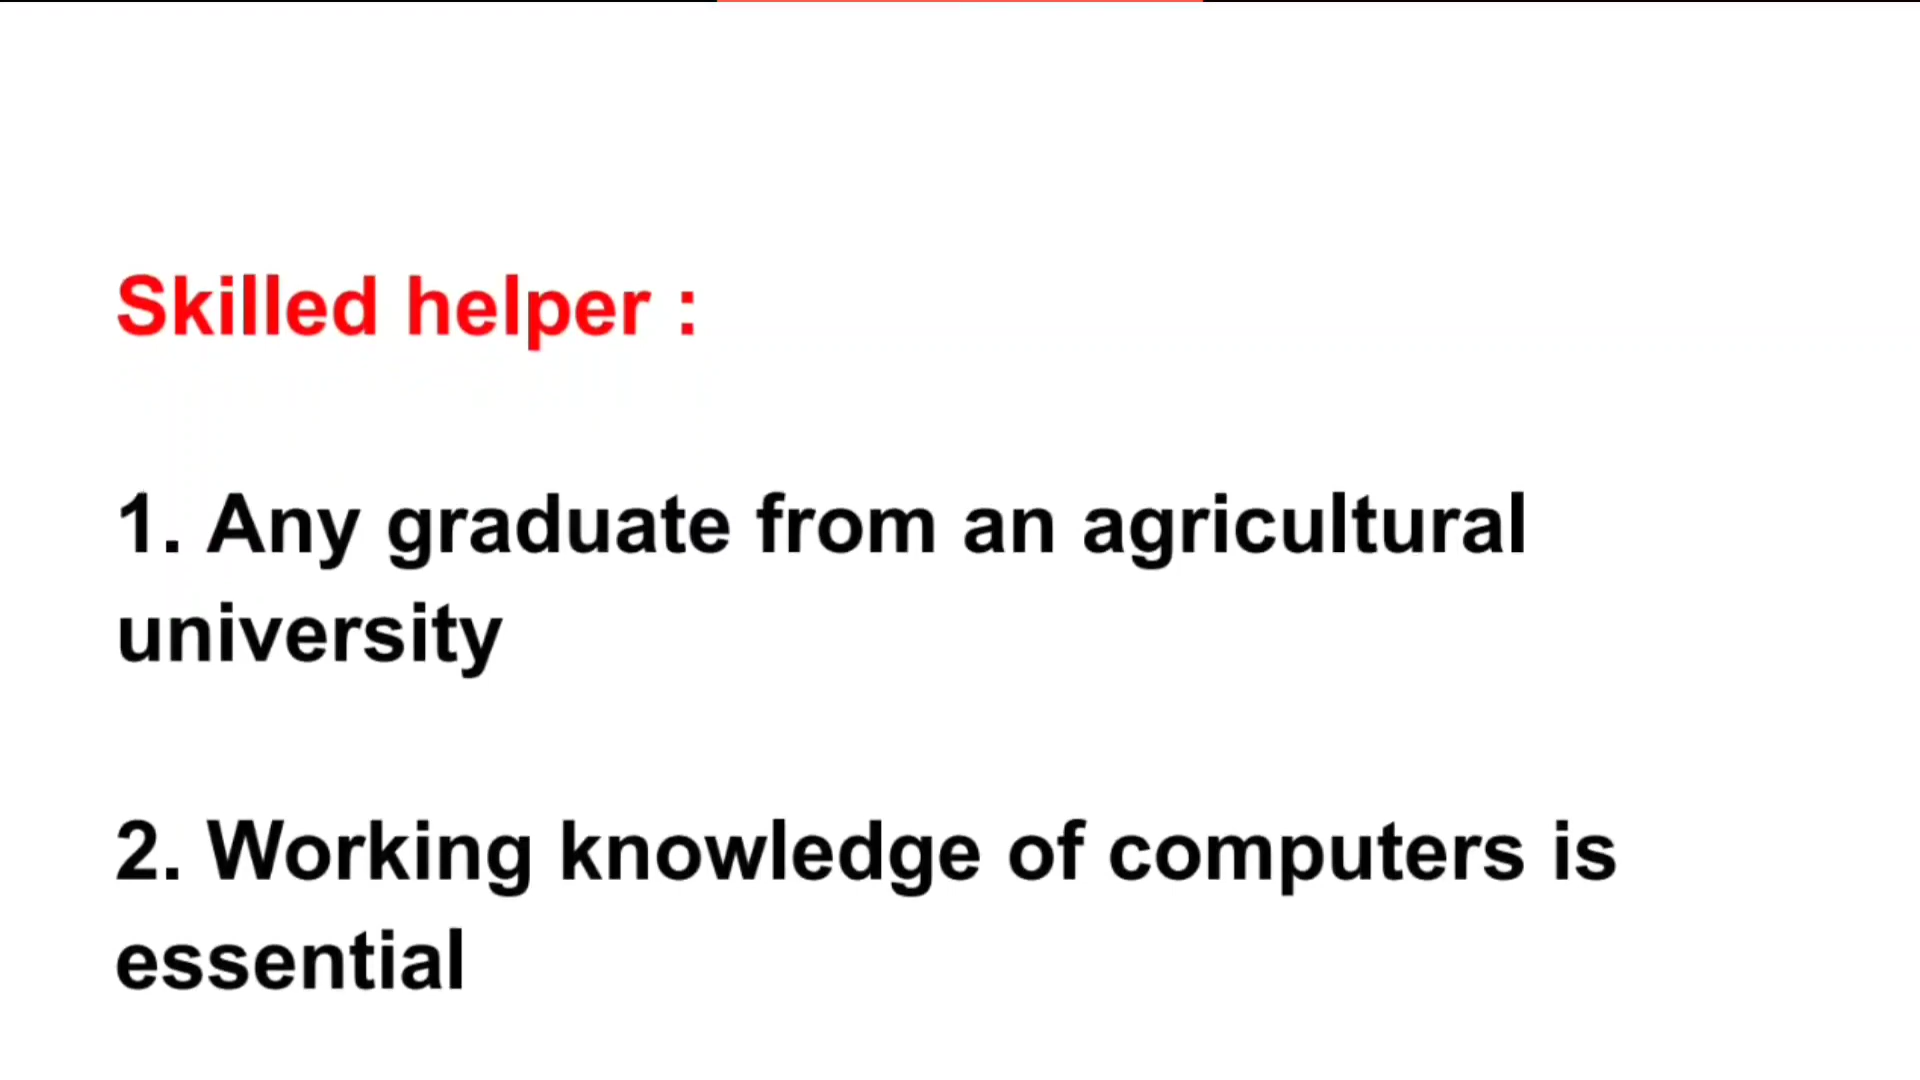 Skilled helper :
1. Any graduate from an agricultural
university
2. Working knowledge of computers is
essential